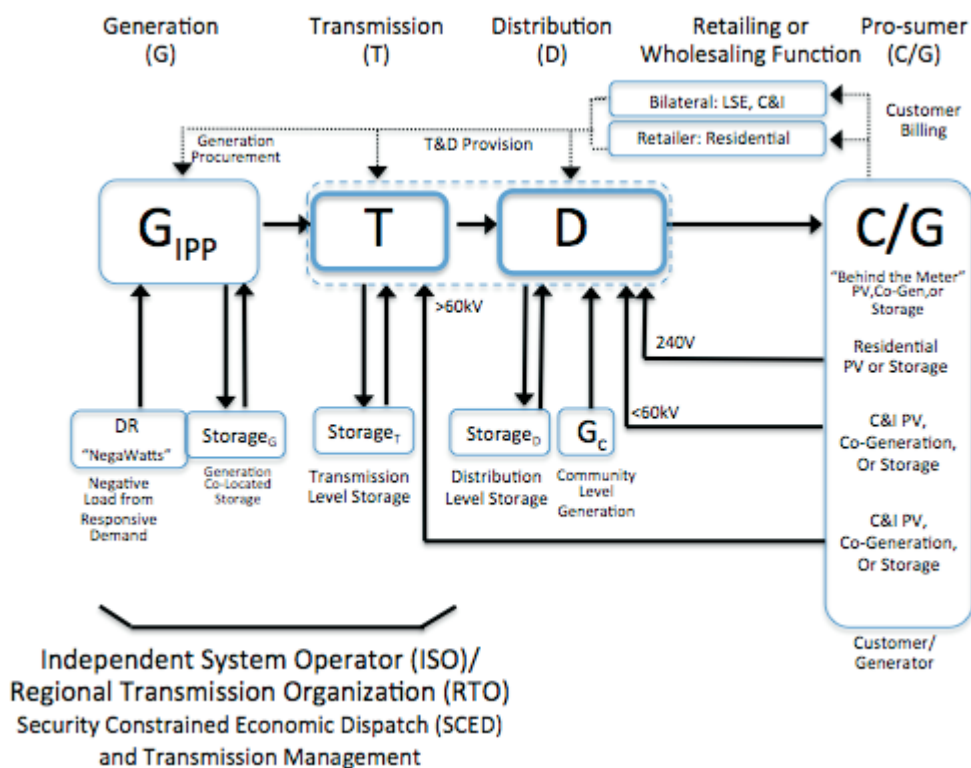 Generation
(G)
Transmission
(T)
Distribution
(D)
Retailing or
Wholesaling Function
Pro-sumer
(C/G)
Bilateral: LSE, C&I
Retailer: Residential
Customer
Billing
Generation
Procurement
T&D Provision
G IPP
T
D
C/G
"Behind the Meter"
PV,Co-Gen,or
Storage
>60kV
240V
<60kV
Residential
PV or Storage
C&I PV,
Co-Generation,
Or Storage
C&I PV,
Co-Generation,
Or Storage
DR
"NegaWatts"
Negative
Load from
Responsive
Demand
Storage G
Generation
Co-Located
Storage
Storage T
Transmission
Level Storage
Storage D
Distribution
Level Storage
G C
Community
Level
Generation
Customer/
Generator
Independent System Operator (ISO)/
Regional Transmission Organization (RTO)
Security Constrained Economic Dispatch (SCED)
and Transmission Management